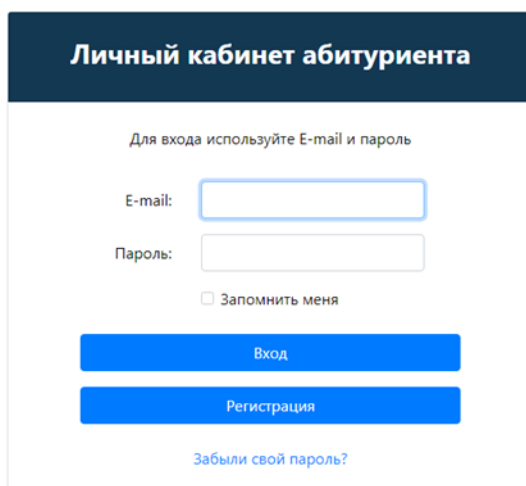 Личный кабинет абитуриента
Для входа используйте E-mail и пароль
E-mail:
Пароль:
Запомнить меня
Вход
Регистрация
Забыли свой пароль?